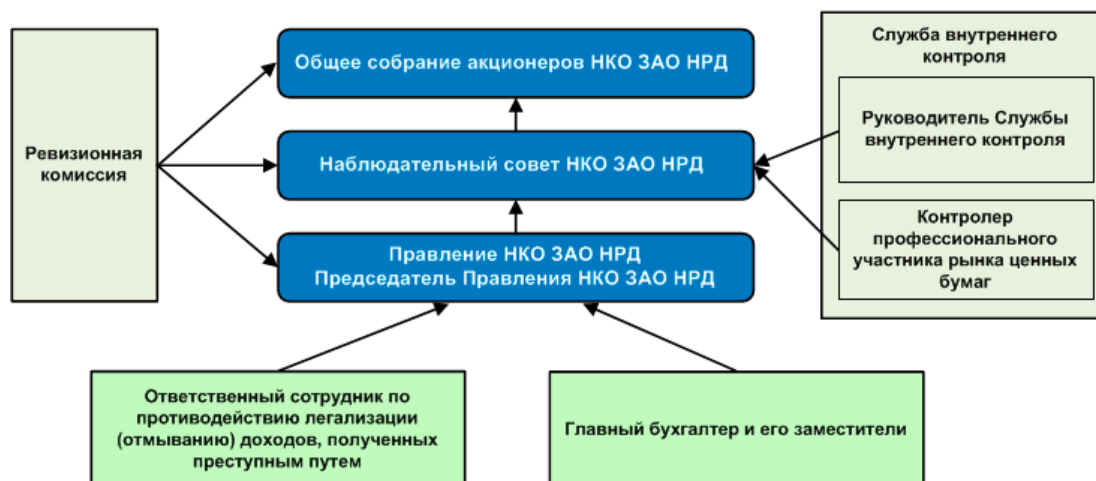 Ревизионная
комиссия
Общее собрание акционеров НКО ЗАО НРД
Наблюдательный совет НКО ЗАО НРД
Правление НКО ЗАО НРД
Председатель Правления НКО ЗАО НРД
Служба внутреннего
контроля
Руководитель Службы
внутреннего контроля
Контролер
профессионального
участника рынка ценных
бумаг
Ответственный сотрудник по
противодействию легализации
(отмыванию) доходов, полученных
преступным путем
Главный бухгалтер и его заместители